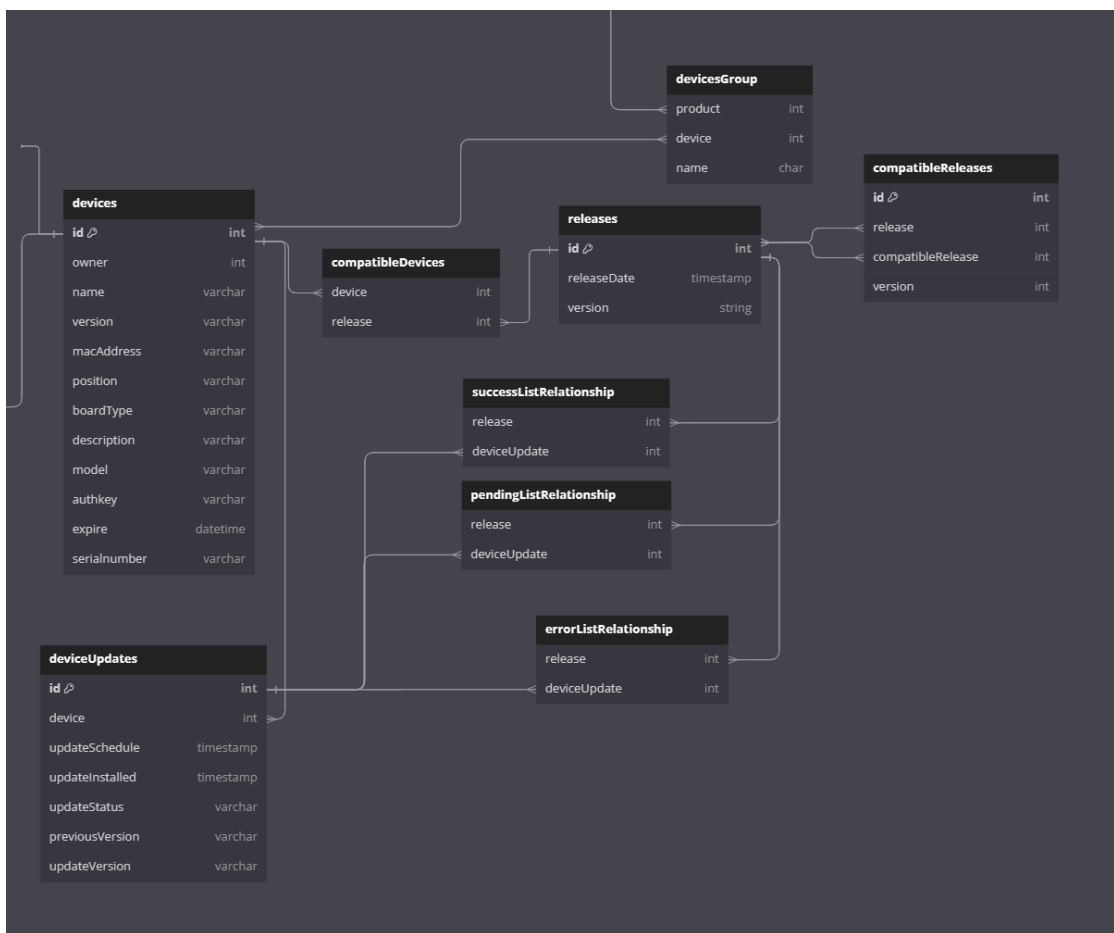 devicesGroup
product int
device int
name char
compatibleReleases
id int
release int
compatibleRelease int
version int
devices
id int
owner int
name varchar
version varchar
macAddress varchar
position varchar
boardType varchar
description varchar
model varchar
authkey varchar
expire datetime
serialnumber varchar
releases
id int
releaseDate timestamp
version string
compatibleDevices
device int
release int
successListRelationship
release int
deviceUpdate int
pendingListRelationship
release int
deviceUpdate int
errorListRelationship
release int
deviceUpdate int
deviceUpdates
id int
device int
updateSchedule timestamp
updateInstalled timestamp
updateStatus varchar
previousVersion varchar
updateVersion varchar